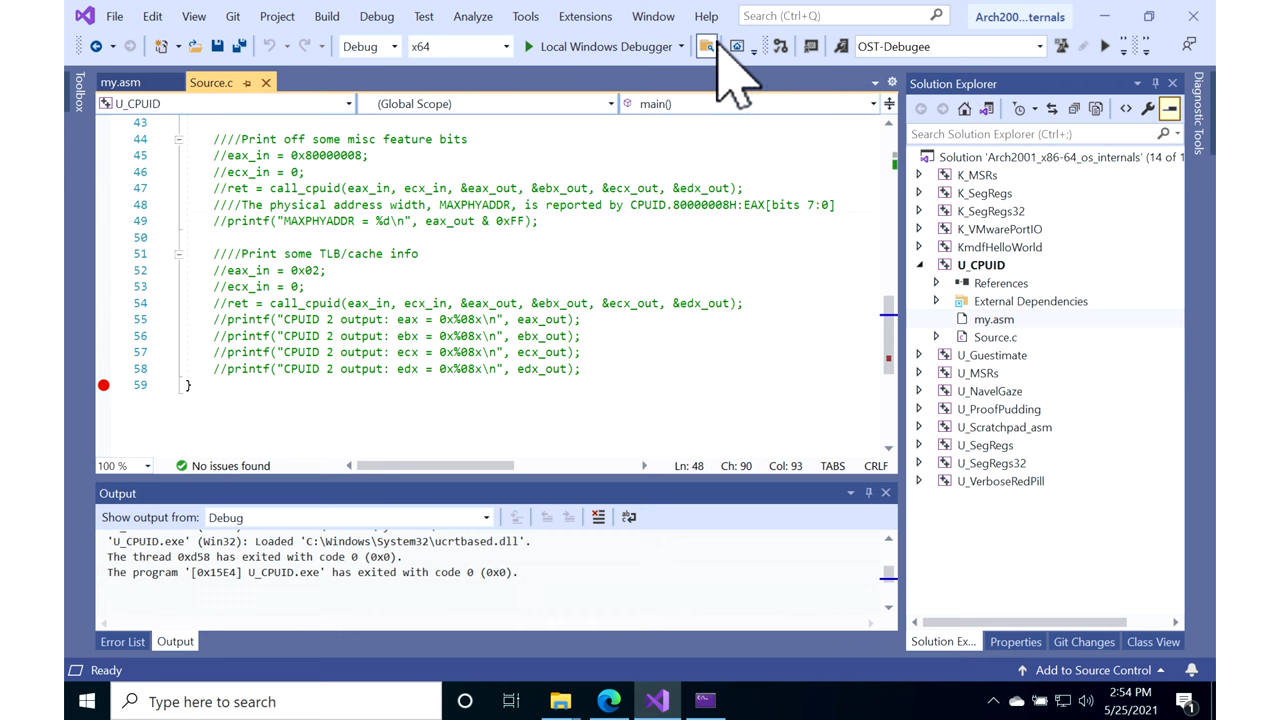 File Edit View Git Project Build Debug Test Analyze Tools Extensions Window Help Search (Ctrl+Q) Arch200...ternals
Debug x64 Local Windows Debugger OST-Debugee
Toolbox
my.asm Source.c
U_CPUID (Global Scope) main()
43
44 ////Print off some misc feature bits
45 //eax_in = 0x80000008;
46 //ecx_in = 0;
47 //ret = call_cpuid(eax_in, ecx_in, &eax_out, &ebx_out, &ecx_out, &edx_out);
48 ////The physical address width, MAXPHYADDR, is reported by CPUID.80000008H:EAX[bits 7:0]
49 //printf("MAXPHYADDR = %d\n", eax_out & 0xFF);
50
51 ////Print some TLB/cache info
52 //eax_in = 0x02;
53 //ecx_in = 0;
54 //ret = call_cpuid(eax_in, ecx_in, &eax_out, &ebx_out, &ecx_out, &edx_out);
55 //printf("CPUID 2 output: eax = 0x%08x\n", eax_out);
56 //printf("CPUID 2 output: ebx = 0x%08x\n", ebx_out);
57 //printf("CPUID 2 output: ecx = 0x%08x\n", ecx_out);
58 //printf("CPUID 2 output: edx = 0x%08x\n", edx_out);
59 }
100 % No issues found Ln: 48 Ch: 90 Col: 93 TABS CRLF
Output
Show output from: Debug
'U_CPUID.exe' (Win32): Loaded 'C:\Windows\System32\ucrtbased.dll'.
The thread 0xd58 has exited with code 0 (0x0).
The program '[0x15E4] U_CPUID.exe' has exited with code 0 (0x0).
Error List Output
Solution Explorer
Search Solution Explorer (Ctrl+;)
Solution 'Arch2001_x86-64_os_internals' (14 of 1
K_MSRs
K_SegRegs
K_SegRegs32
K_VMwarePortIO
KmdfHelloWorld
U_CPUID
References
External Dependencies
my.asm
Source.c
U_Guestimate
U_MSRs
U_NavelGaze
U_ProofPudding
U_Scratchpad_asm
U_SegRegs
U_SegRegs32
U_VerboseRedPill
Solution Ex... Properties Git Changes Class View
Diagnostic Tools
Ready Add to Source Control
Type here to search
2:54 PM
5/25/2021
1